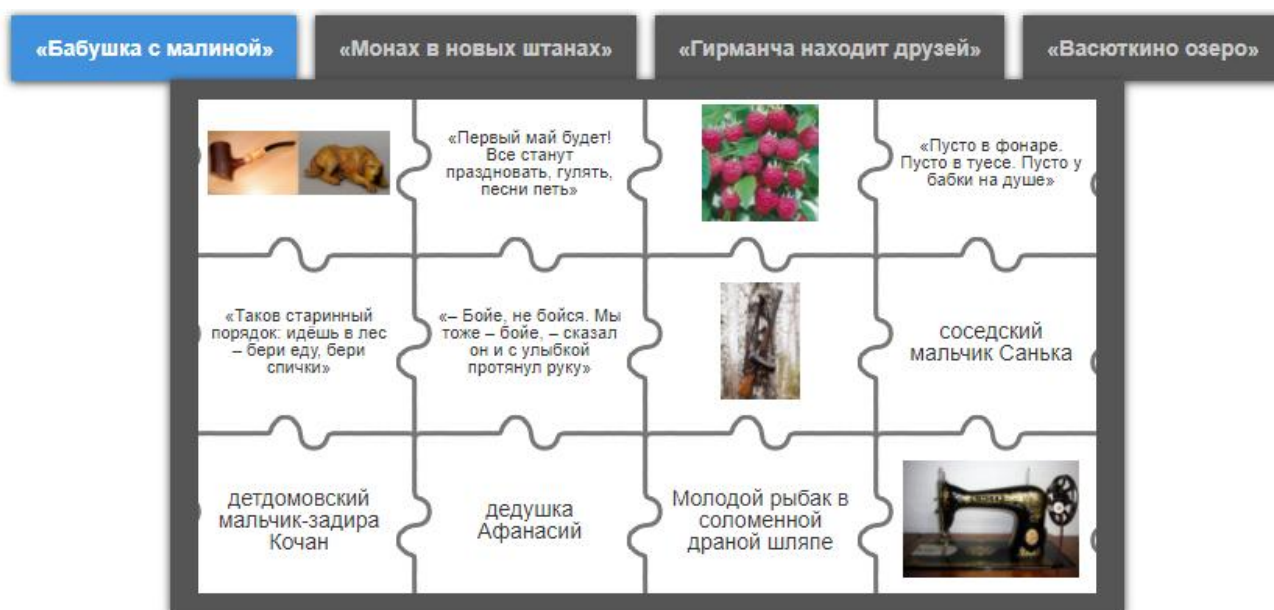 «Бабушка с малиной»
«Монах в новых штанах»
«Гирманча находит друзей»
«Васюткино озеро»
«Первый май будет!
Все станут
праздновать, гулять,
песни петь»
«Пусто в фонаре.
Пусто в туесе. Пусто у
бабки на душе»
«Таков старинный
порядок: идёшь в лес
– бери еду, бери
спички»
«– Бойе, не бойся. Мы
тоже – бойе, – сказал
он и с улыбкой
протянул руку»
соседский
мальчик Санька
детдомовский
мальчик-задира
Кочан
дедушка
Афанасий
Молодой рыбак в
соломенной
драной шляпе